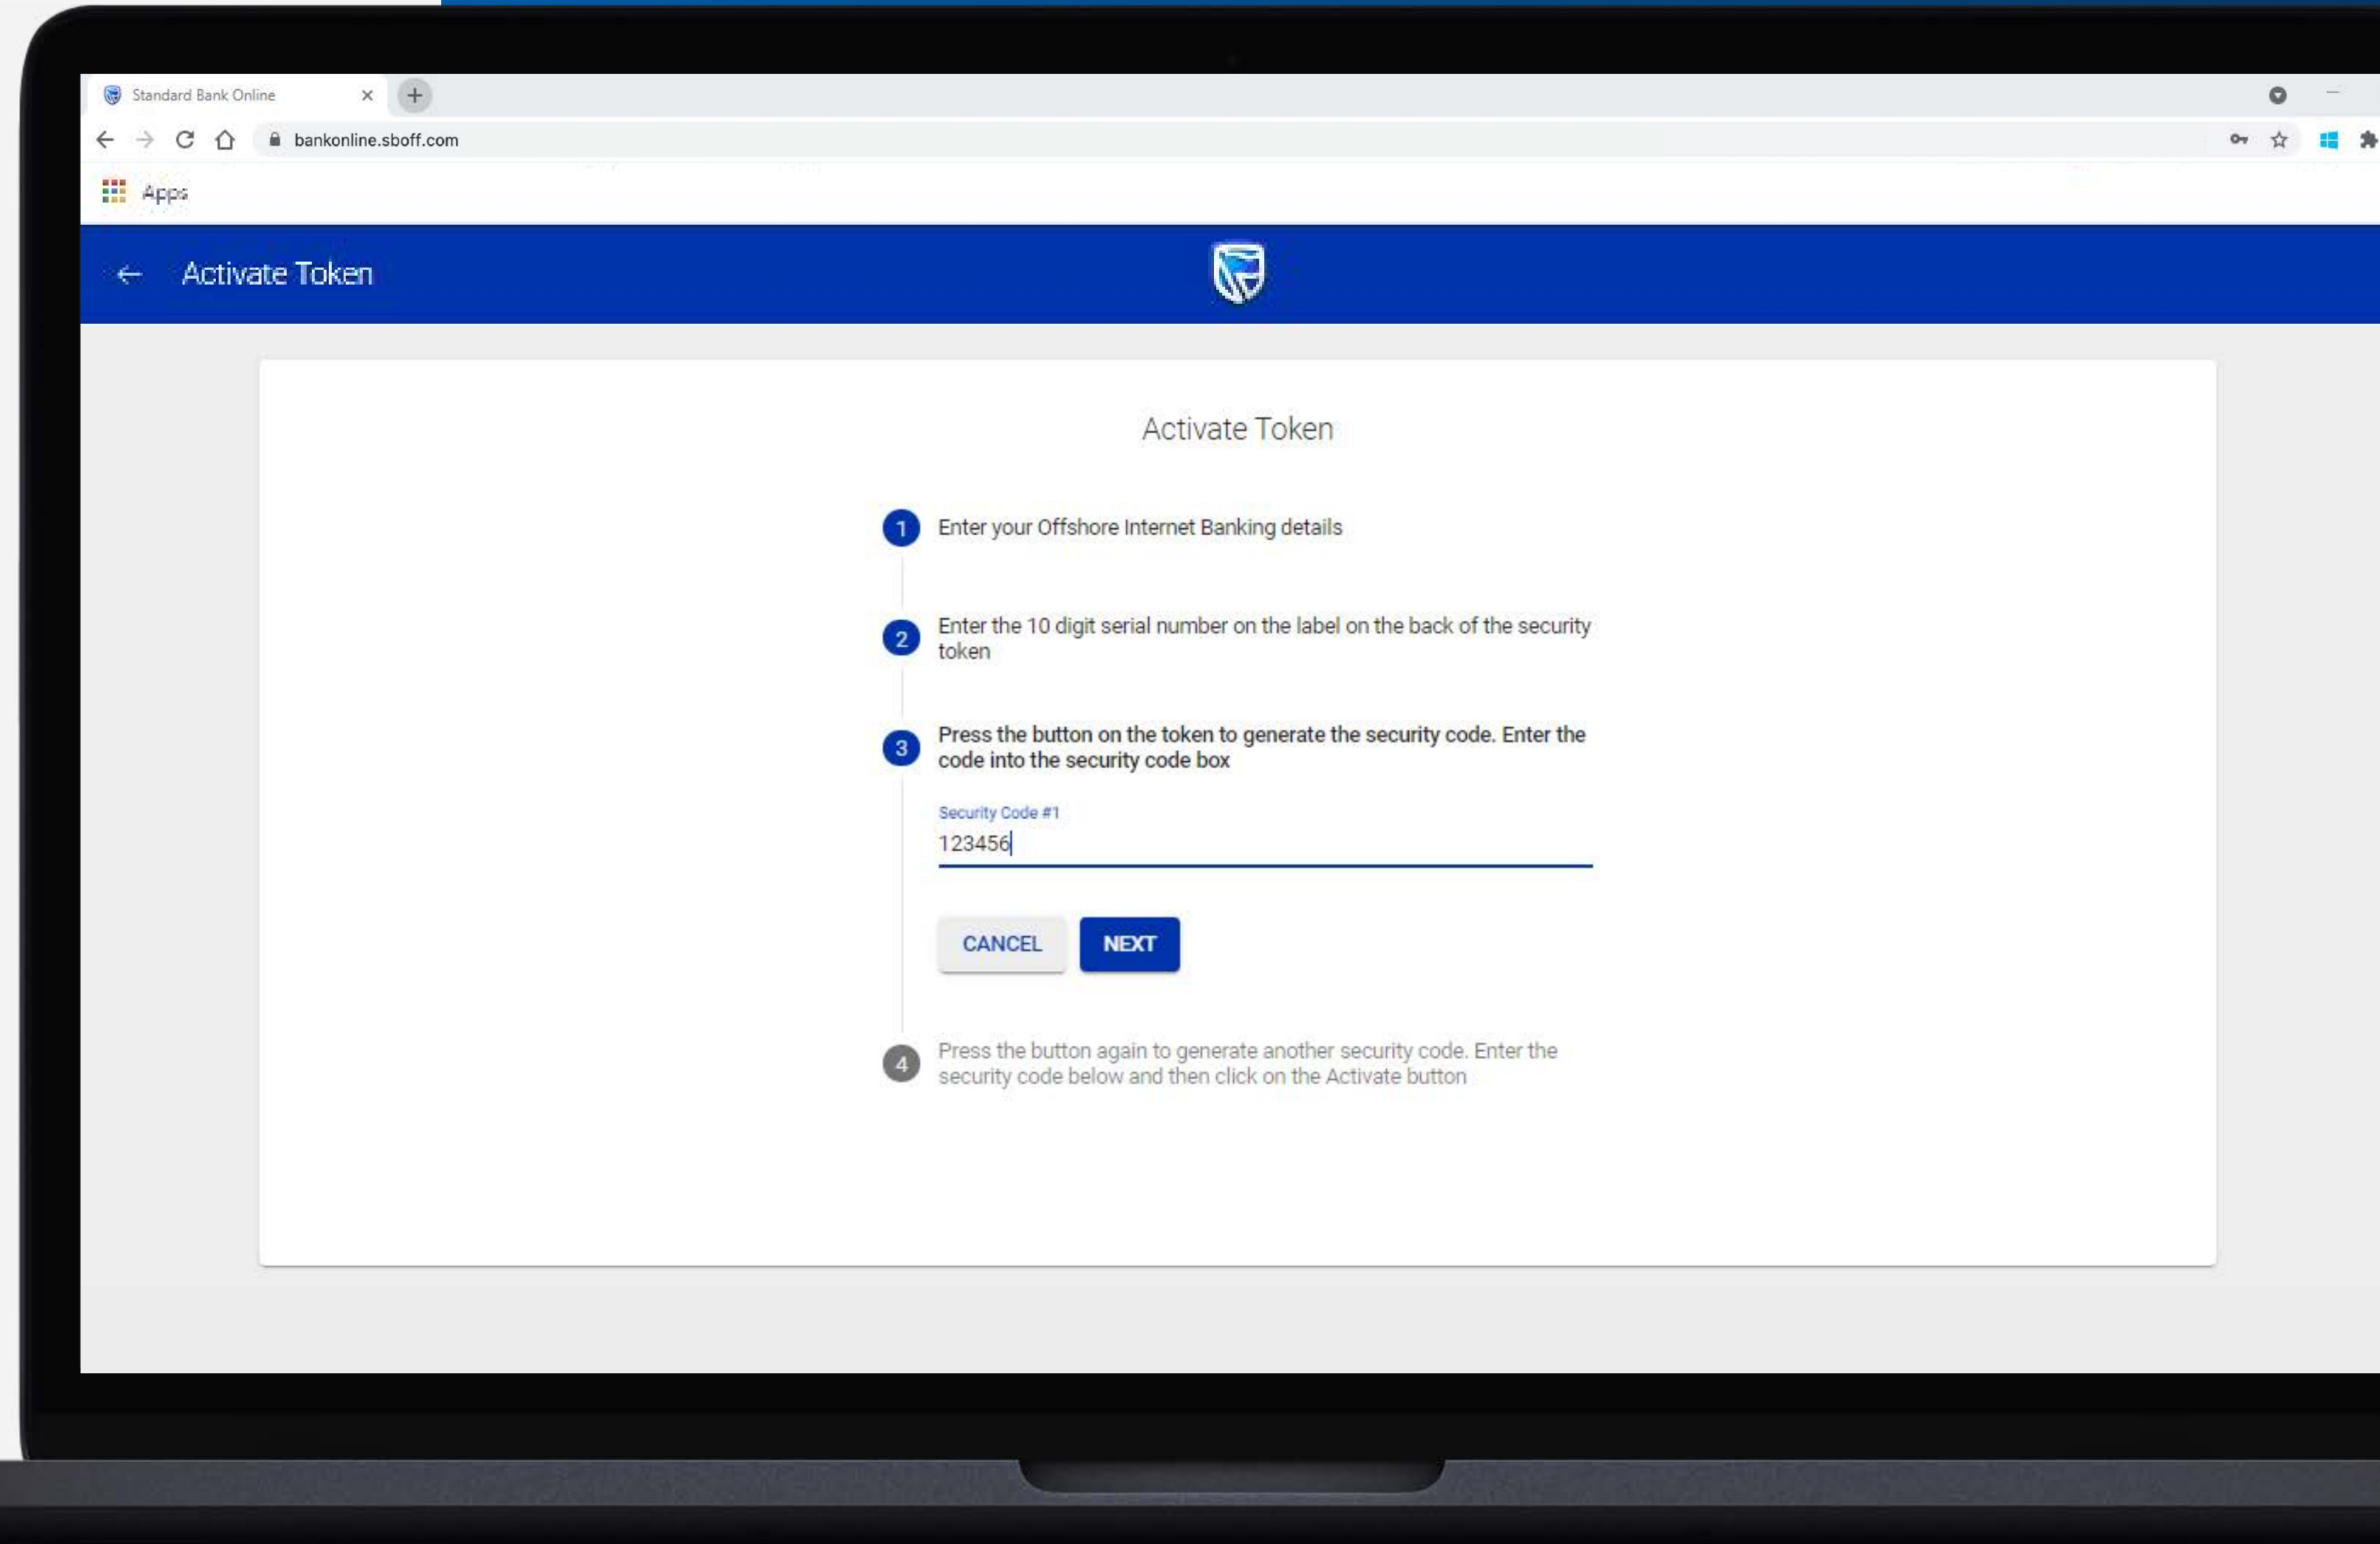 Standard Bank Online
bankonline.sboff.com
Apps
Activate Token
Activate Token
1 Enter your Offshore Internet Banking details
2 Enter the 10 digit serial number on the label on the back of the security
token
3 Press the button on the token to generate the security code. Enter the
code into the security code box
Security Code #1
123456
CANCEL NEXT
4 Press the button again to generate another security code. Enter the
security code below and then click on the Activate button